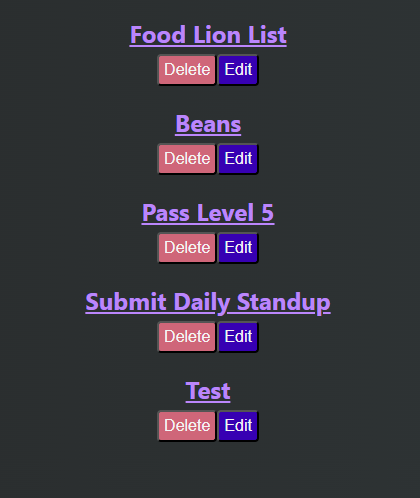 Food Lion List
Delete Edit
Beans
Delete Edit
Pass Level 5
Delete Edit
Submit Daily Standup
Delete Edit
Test
Delete Edit